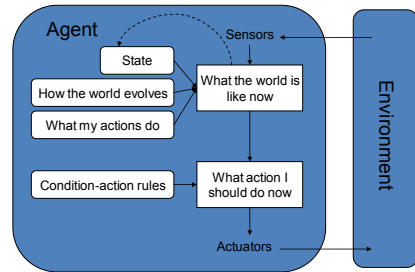 Agent
Sensors
State
How the world evolves
What my actions do
What the world is
like now
Condition-action rules
What action I
should do now
Actuators
Environment